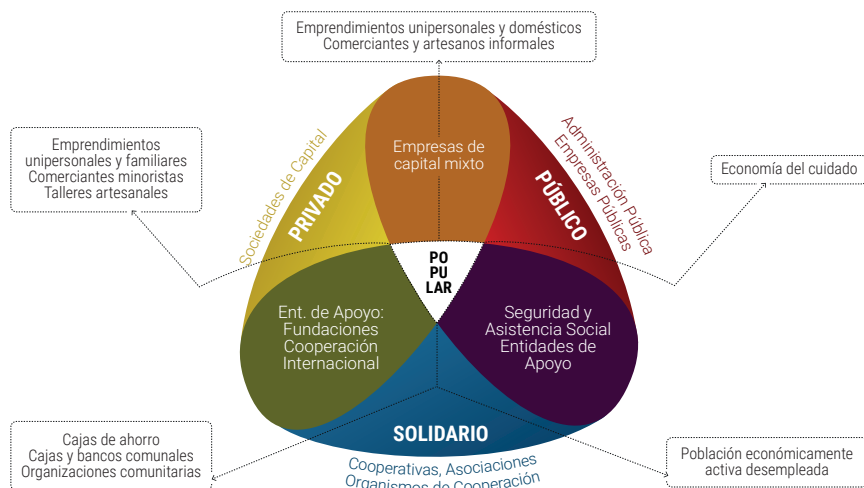 Emprendimientos unipersonales y domésticos
Comerciantes y artesanos informales
Emprendimientos
unipersonales y familiares
Comerciantes minoristas
Talleres artesanales
Sociedades de Capital
PRIVADO
Empresas de
capital mixto
PÚBLICO
Administración Pública
Empresas Públicas
Economía del cuidado
PO
PU
LAR
Ent. de Apoyo:
Fundaciones
Cooperación
Internacional
Seguridad y
Asistencia Social
Entidades de
Apoyo
SOLIDARIO
Cooperativas, Asociaciones
Organismos de Cooperación
Cajas de ahorro
Cajas y bancos comunales
Organizaciones comunitarias
Población económicamente
activa desempleada